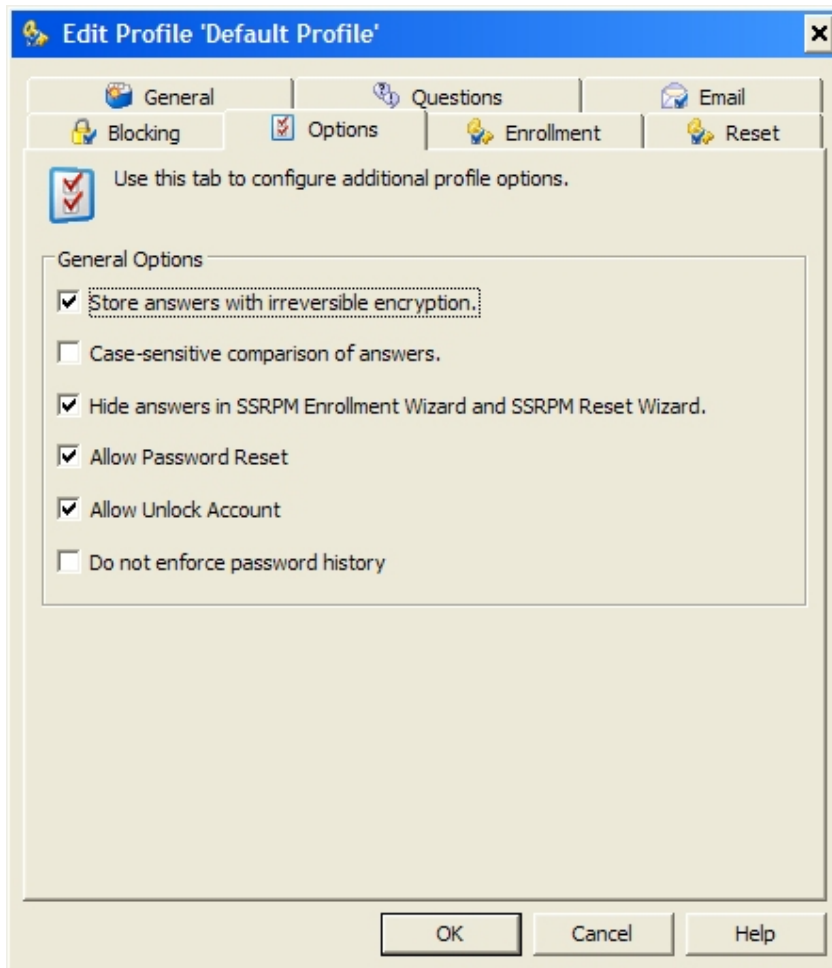 Edit Profile 'Default Profile'
General
Questions
Email
Blocking
Options
Enrollment
Reset
Use this tab to configure additional profile options.
General Options
Store answers with irreversible encryption.
Case-sensitive comparison of answers.
Hide answers in SSRPM Enrollment Wizard and SSRPM Reset Wizard.
Allow Password Reset
Allow Unlock Account
Do not enforce password history
OK
Cancel
Help